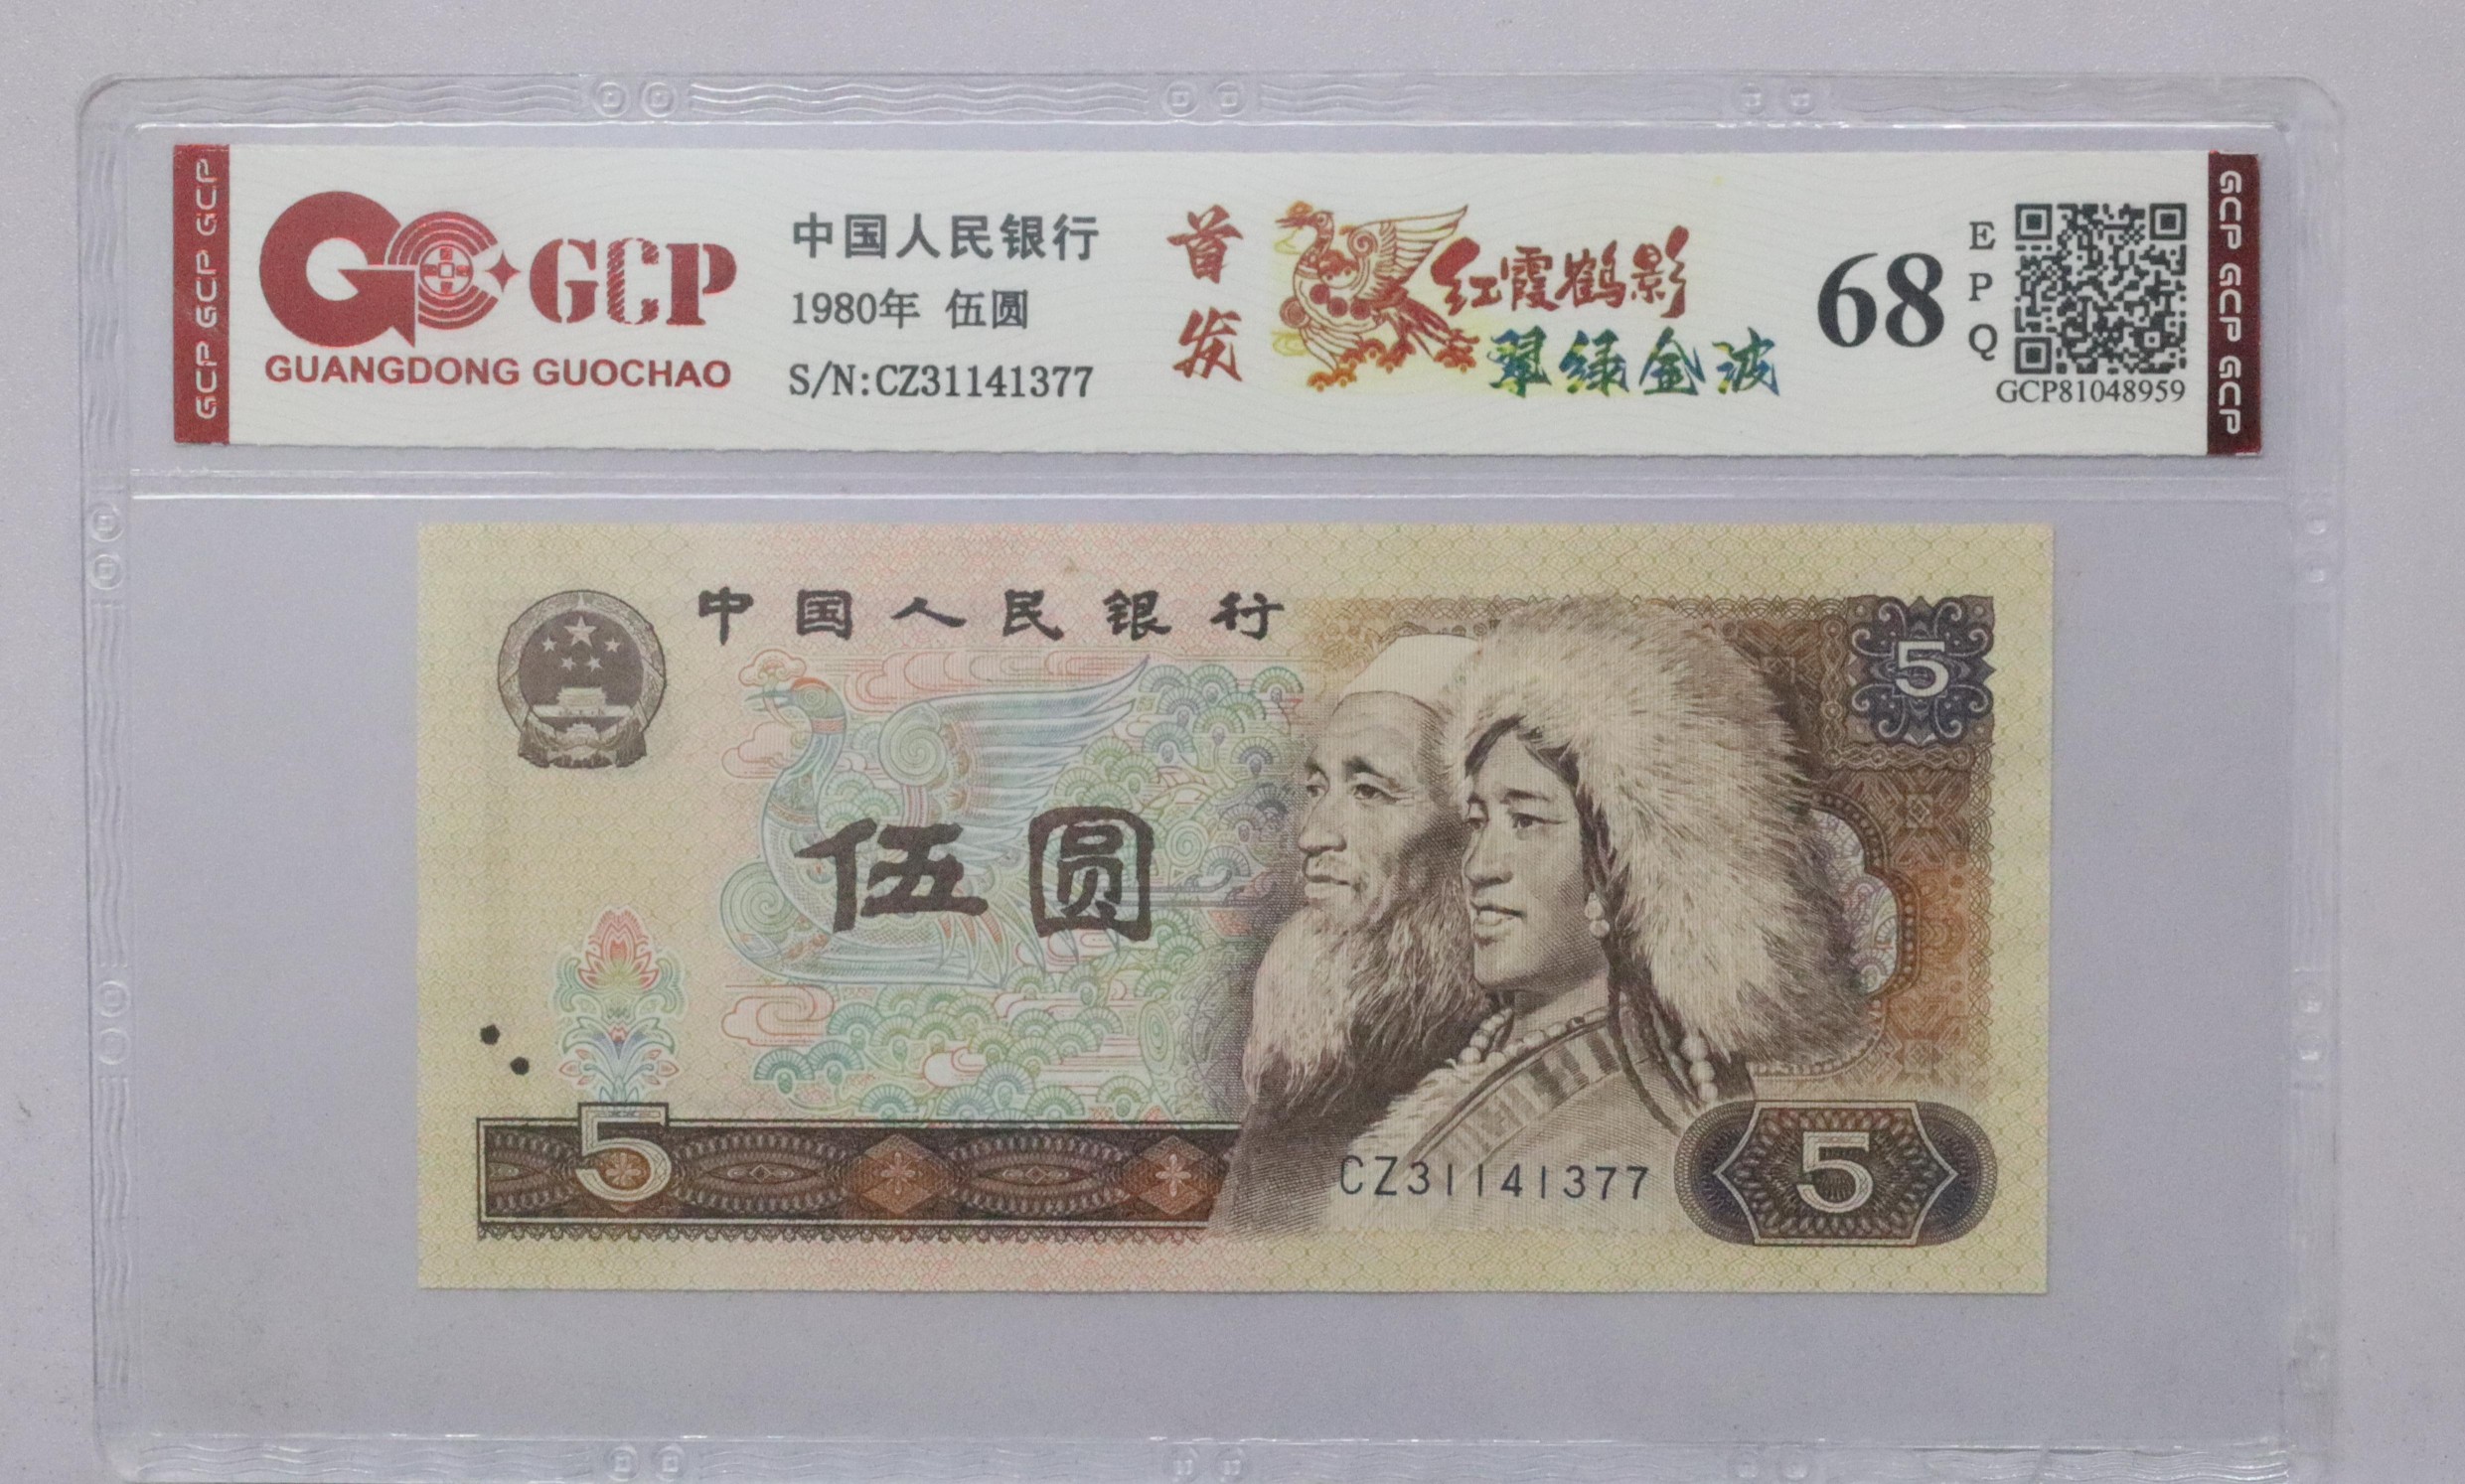 GCP GCP GCP
GCP
GUANGDONG GUOCHAO
中国人民银行
1980年 伍圆
S/N:CZ31141377
首发
红霞鹤影
翠绿金波
68
EPQ
GCP81048959
GCP GCP GCP
中国人民银行
5
伍圆
5
CZ31141377
5